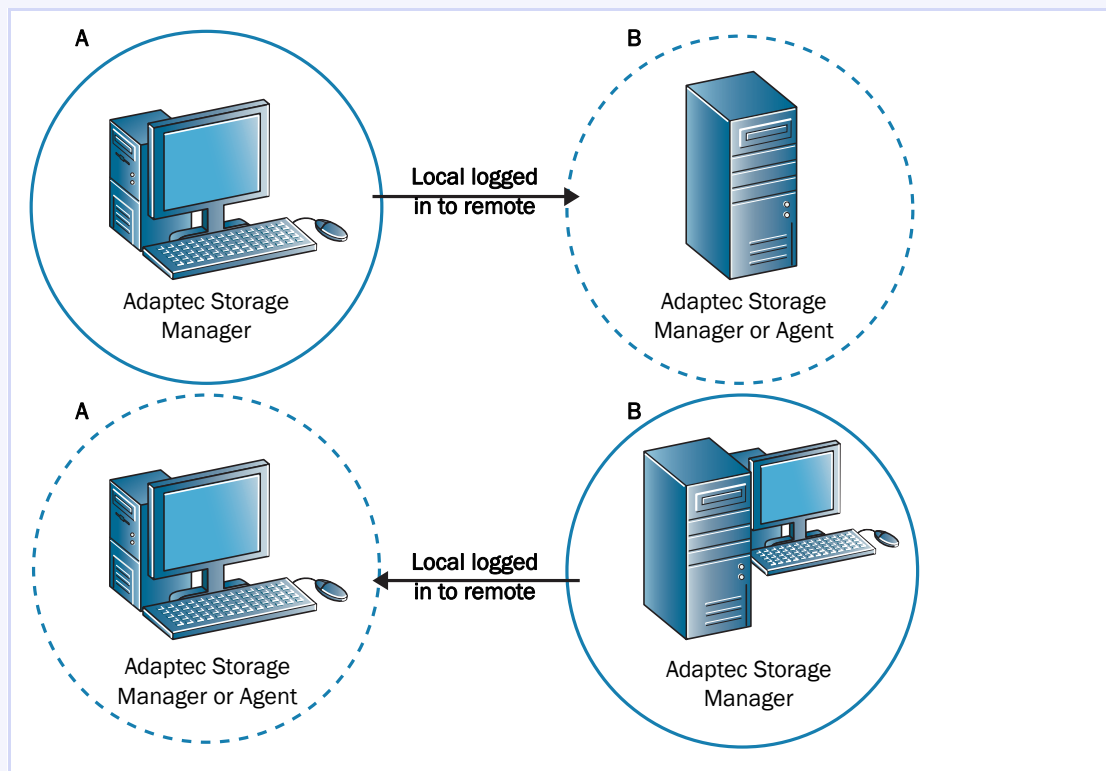 A
B
Local logged
in to remote
Adaptec Storage
Manager
Adaptec Storage
Manager or Agent
A
B
Local logged
in to remote
Adaptec Storage
Manager or Agent
Adaptec Storage
Manager